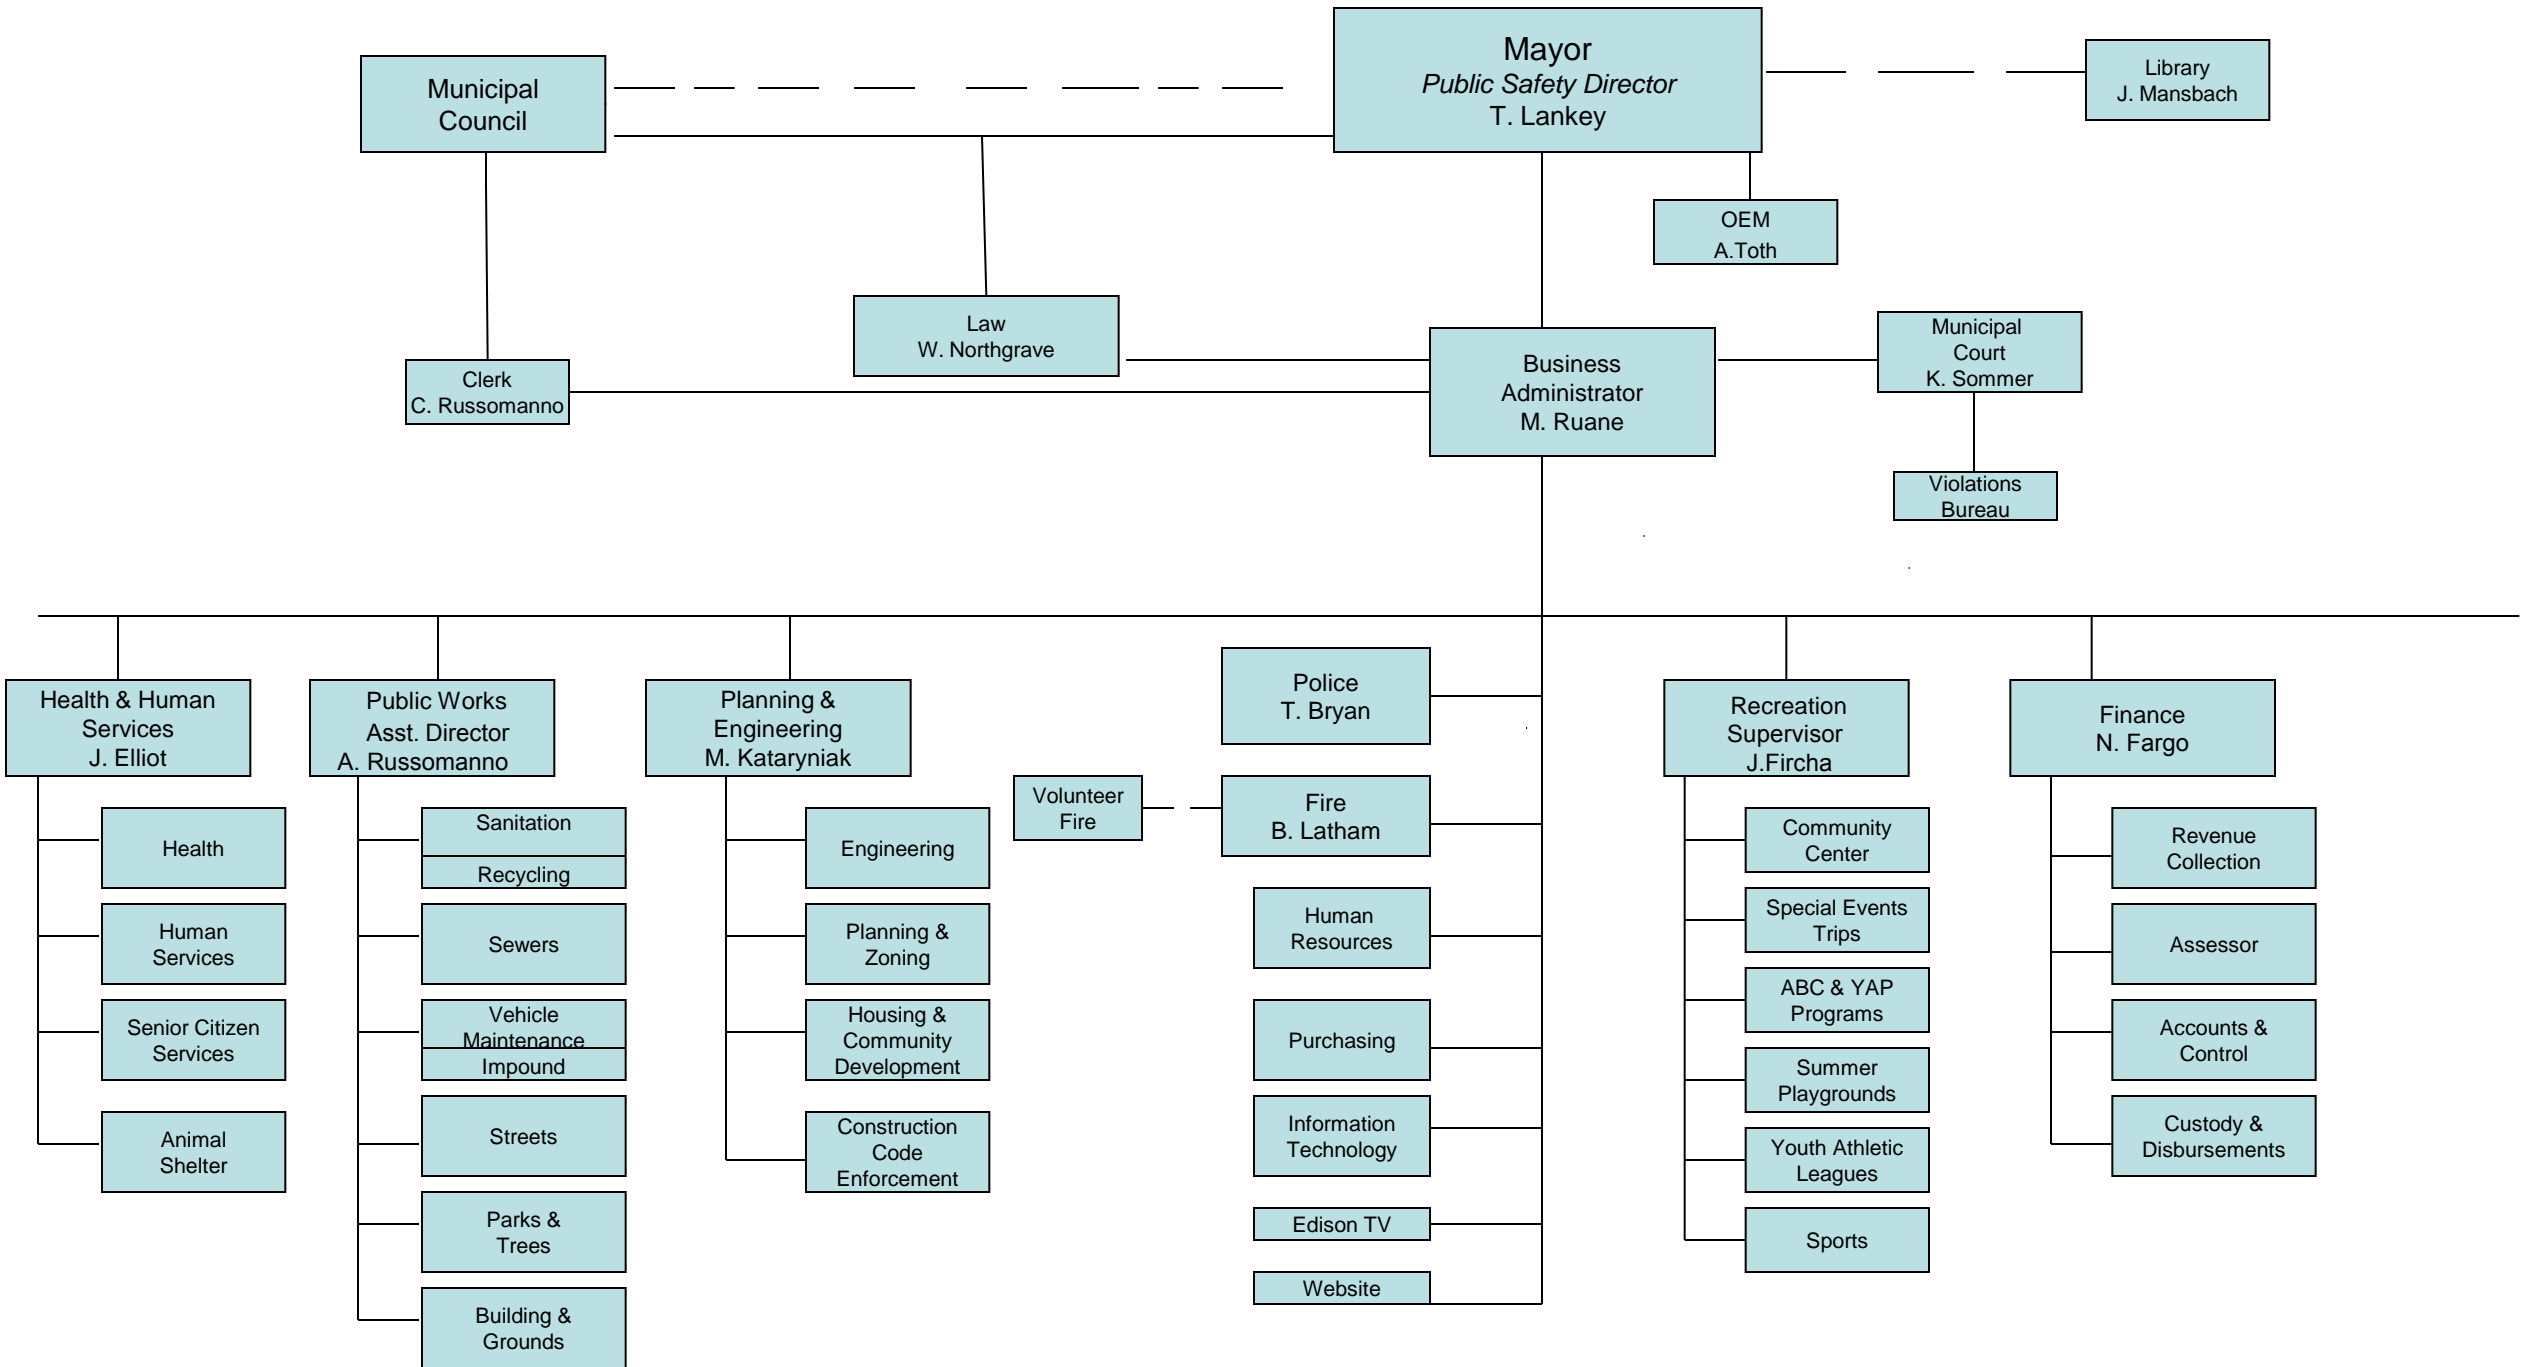 Mayor
Public Safety Director
T. Lankey
Municipal
Council
Library
J. Mansbach
OEM
A.Toth
Law
W. Northgrave
Clerk
C. Russomanno
Business
Administrator
M. Ruane
Municipal
Court
K. Sommer
Violations
Bureau
Health & Human
Services
J. Elliot
Health
Human
Services
Senior Citizen
Services
Animal
Shelter
Public Works
Asst. Director
A. Russomanno
Sanitation
Recycling
Sewers
Vehicle
Maintenance
Impound
Streets
Parks &
Trees
Building &
Grounds
Planning &
Engineering
M. Kataryniak
Engineering
Planning &
Zoning
Housing &
Community
Development
Construction
Code
Enforcement
Police
T. Bryan
Volunteer
Fire
Fire
B. Latham
Human
Resources
Purchasing
Information
Technology
Edison TV
Website
Recreation
Supervisor
J.Fircha
Community
Center
Special Events
Trips
ABC & YAP
Programs
Summer
Playgrounds
Youth Athletic
Leagues
Sports
Finance
N. Fargo
Revenue
Collection
Assessor
Accounts &
Control
Custody &
Disbursements